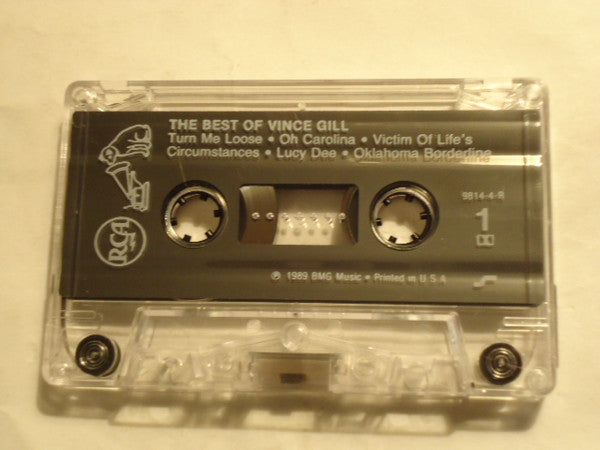 THE BEST OF VINCE GILL
Turn Me Loose • Oh Carolina • Victim Of Life's
Circumstances • Lucy Dee • Oklahoma Borderline
9814-4-R
1
RCA
℗ 1989 BMG Music • Printed in U.S.A